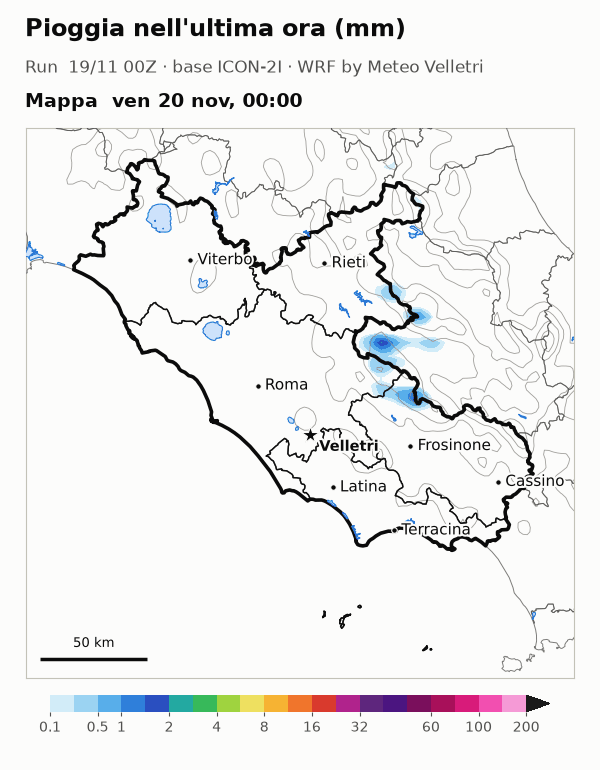 Pioggia nell'ultima ora (mm)
Run  19/11 00Z · base ICON-2I · WRF by Meteo Velletri
Mappa  ven 20 nov, 00:00
Viterbo
Rieti
Roma
Velletri
Frosinone
Latina
Cassino
Terracina
50 km
0.1 0.5 1 2 4 8 16 32 60 100 200